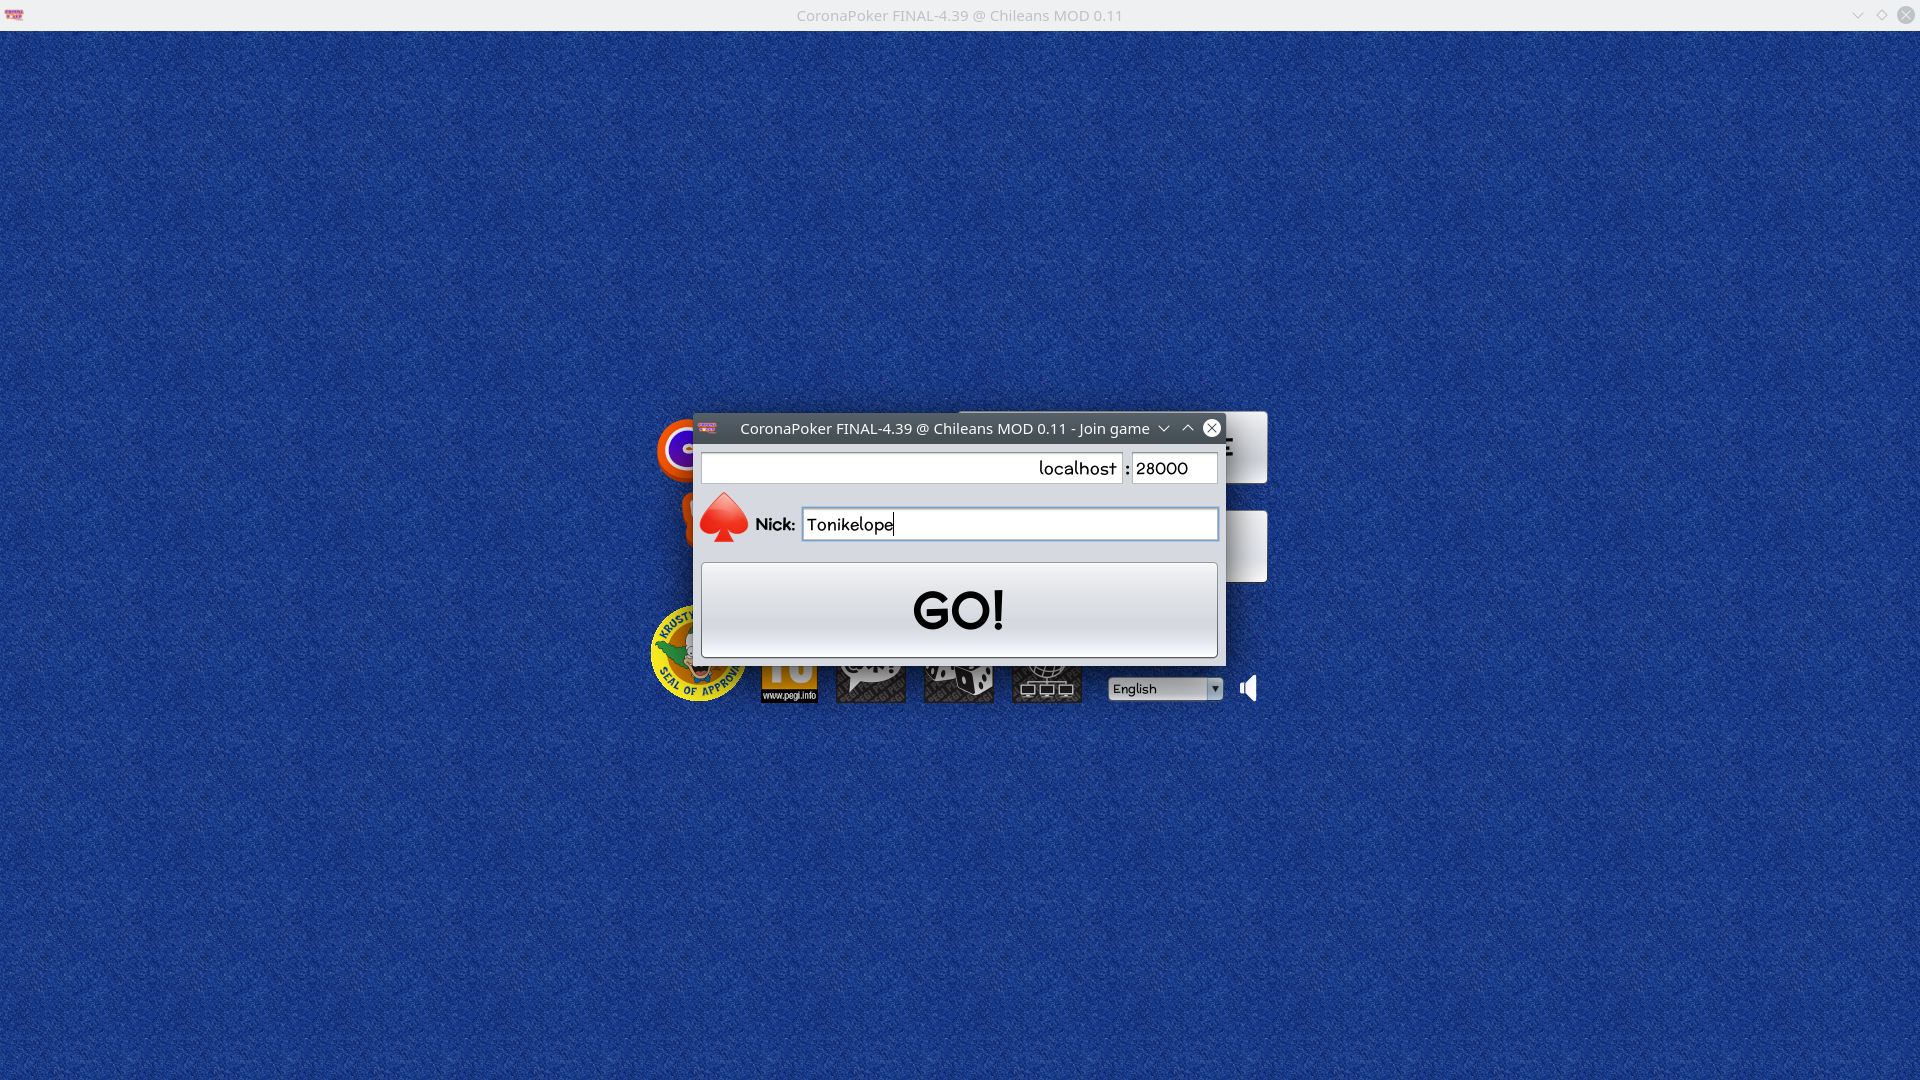 CoronaPoker FINAL-4.39 @ Chileans MOD 0.11
CoronaPoker FINAL-4.39 @ Chileans MOD 0.11 - Join game
localhost : 28000
Nick: Tonikelope
GO!
KRUSTY
SEAL OF APPROVA
www.pegi.info
English